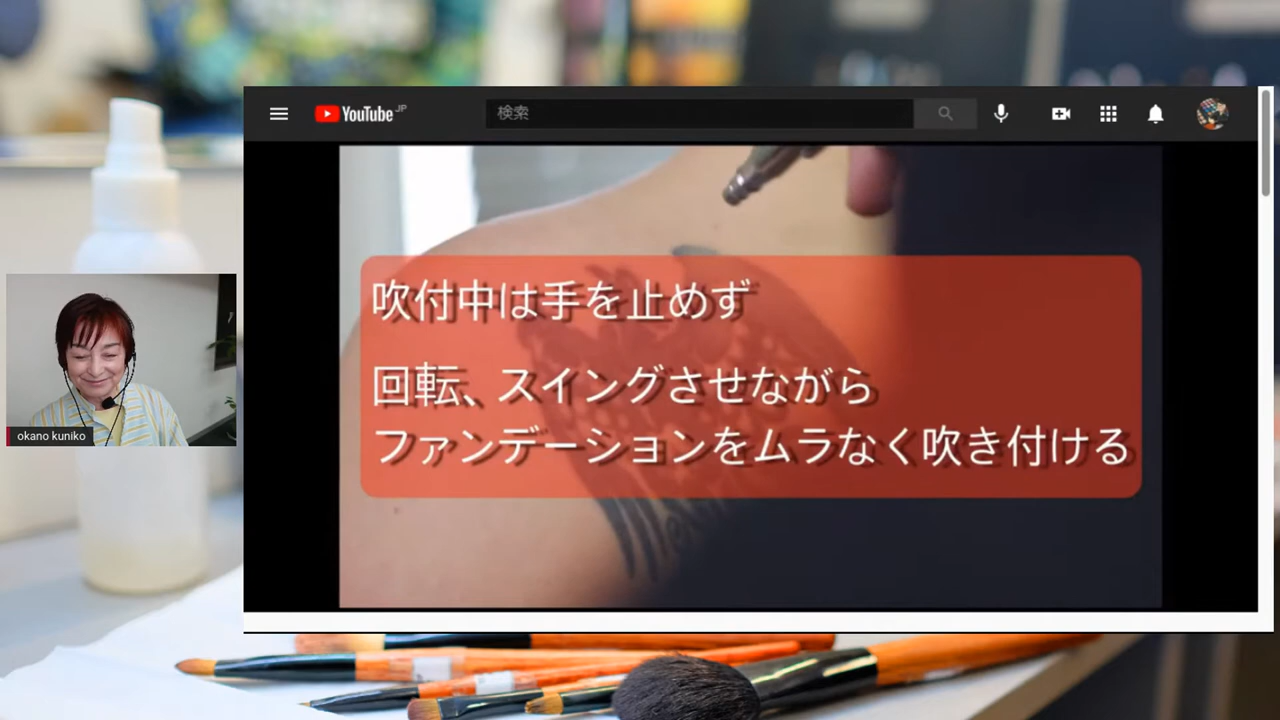 YouTube JP
検索
吹付中は手を止めず
回転、スイングさせながら
ファンデーションをムラなく吹き付ける
okano kuniko